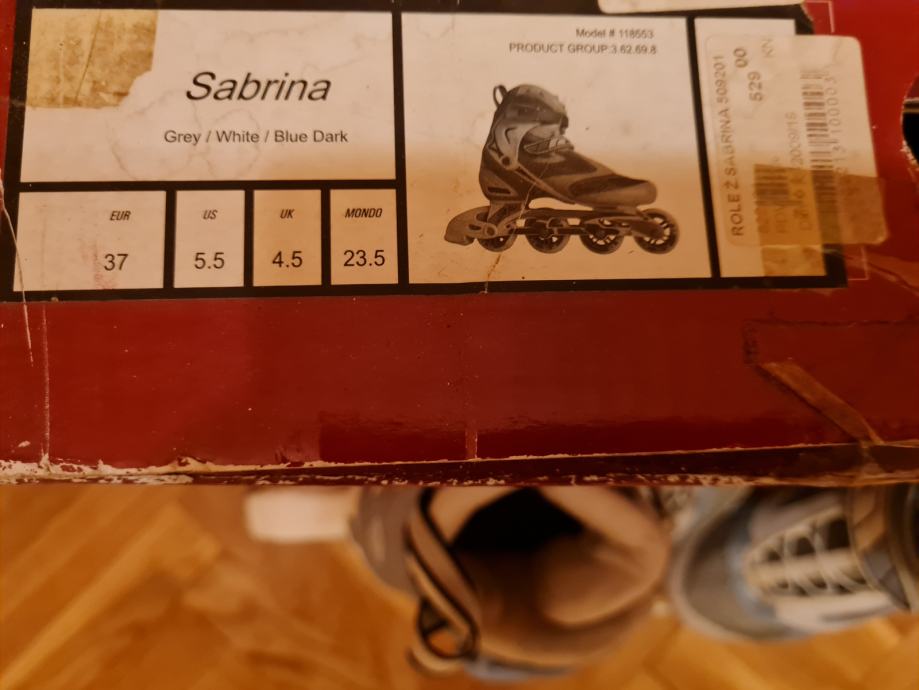 Sabrina
Grey / White / Blue Dark
EUR
US
UK
MONDO
37
5.5
4.5
23.5
Model # 118553
PRODUCT GROUP:3.62.69.8
ROLE Z SABRINA 509201
529 00 KN